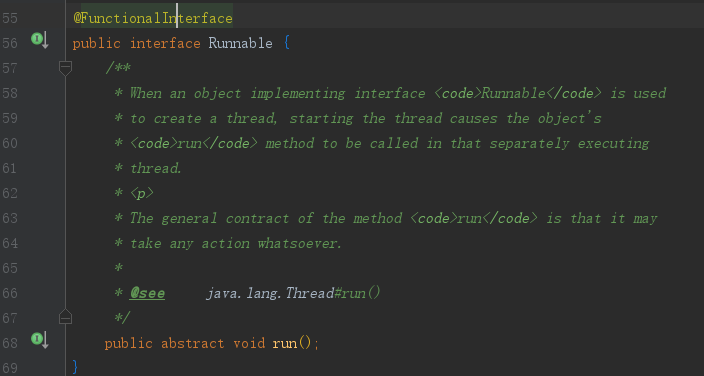 55 @FunctionalInterface
56 public interface Runnable {
57 /**
58 * When an object implementing interface <code>Runnable</code> is used
59 * to create a thread, starting the thread causes the object's
60 * <code>run</code> method to be called in that separately executing
61 * thread.
62 * <p>
63 * The general contract of the method <code>run</code> is that it may
64 * take any action whatsoever.
65 *
66 * @see java.lang.Thread#run()
67 */
68 public abstract void run();
69 }